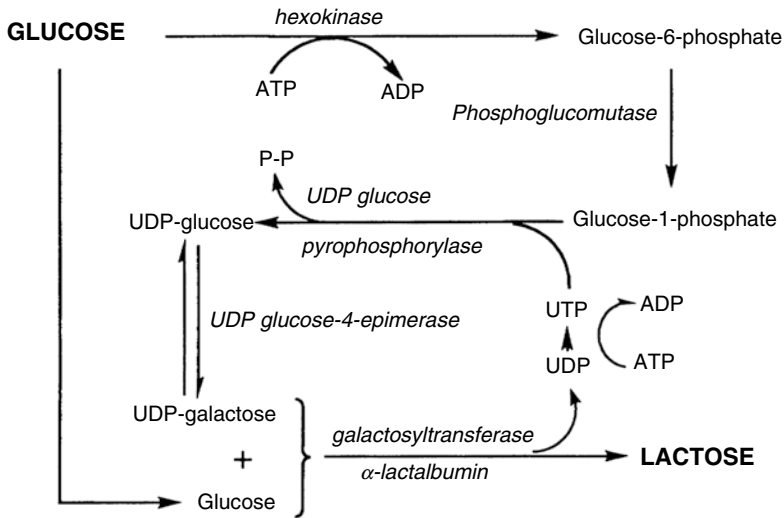 hexokinase
GLUCOSE
Glucose-6-phosphate
ATP
ADP
Phosphoglucomutase
P-P
UDP glucose
UDP-glucose
Glucose-1-phosphate
pyrophosphorylase
UTP
ADP
UDP glucose-4-epimerase
UDP
ATP
UDP-galactose
galactosyltransferase
+
LACTOSE
α-lactalbumin
Glucose